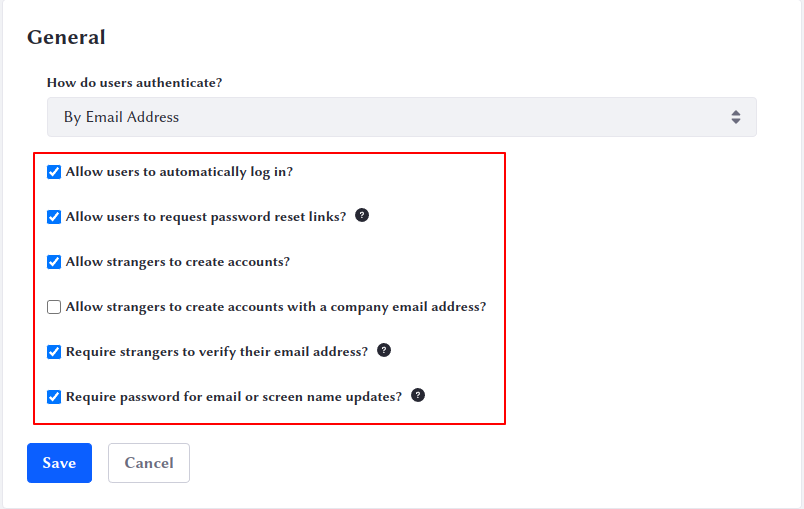 General
How do users authenticate?
By Email Address
Allow users to automatically log in?
Allow users to request password reset links? ?
Allow strangers to create accounts?
Allow strangers to create accounts with a company email address?
Require strangers to verify their email address? ?
Require password for email or screen name updates? ?
Save Cancel